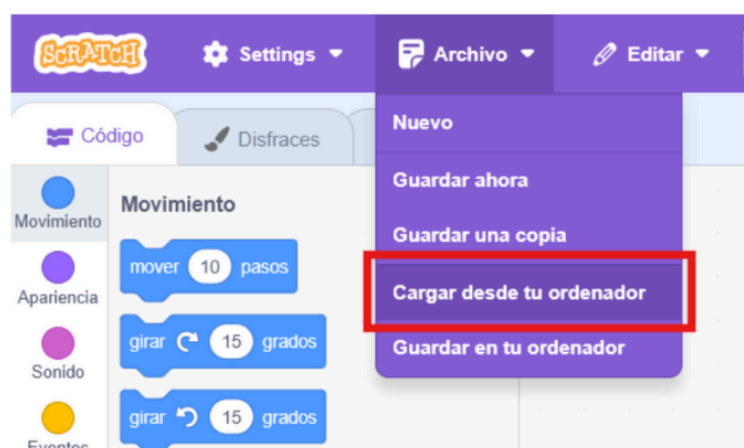 SCRATCH
Settings
Archivo
Editar
Código
Disfraces
Nuevo
Guardar ahora
Guardar una copia
Cargar desde tu ordenador
Guardar en tu ordenador
Movimiento
Apariencia
Sonido
Eventos
Movimiento
mover 10 pasos
girar 15 grados
girar 15 grados